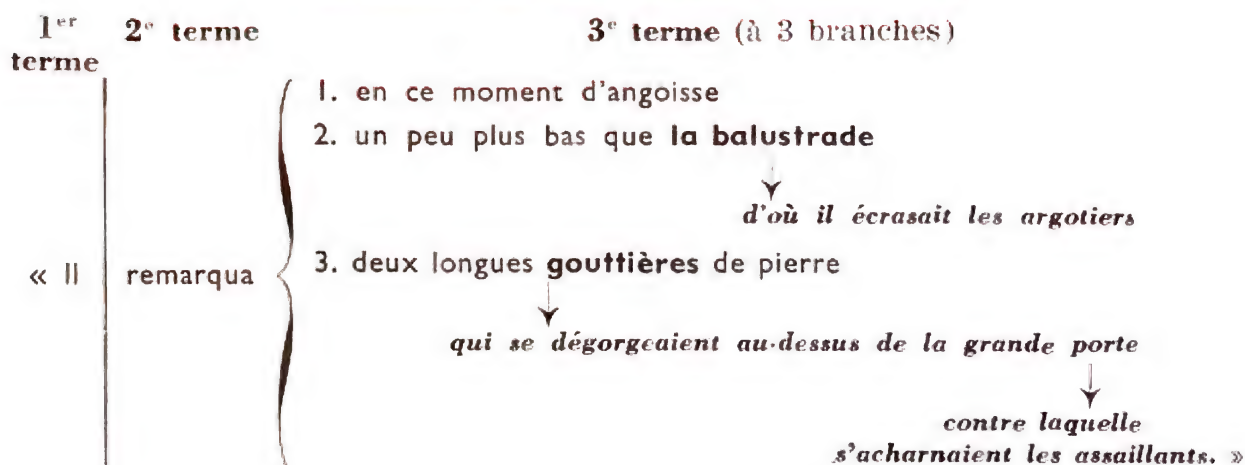 1er terme 2e terme 3e terme (à 3 branches)
1. en ce moment d'angoisse
2. un peu plus bas que la balustrade
d'où il écrasait les argotiers
« Il remarqua 3. deux longues gouttières de pierre
qui se dégorgeaient au-dessus de la grande porte
contre laquelle
s'acharnaient les assaillants. »